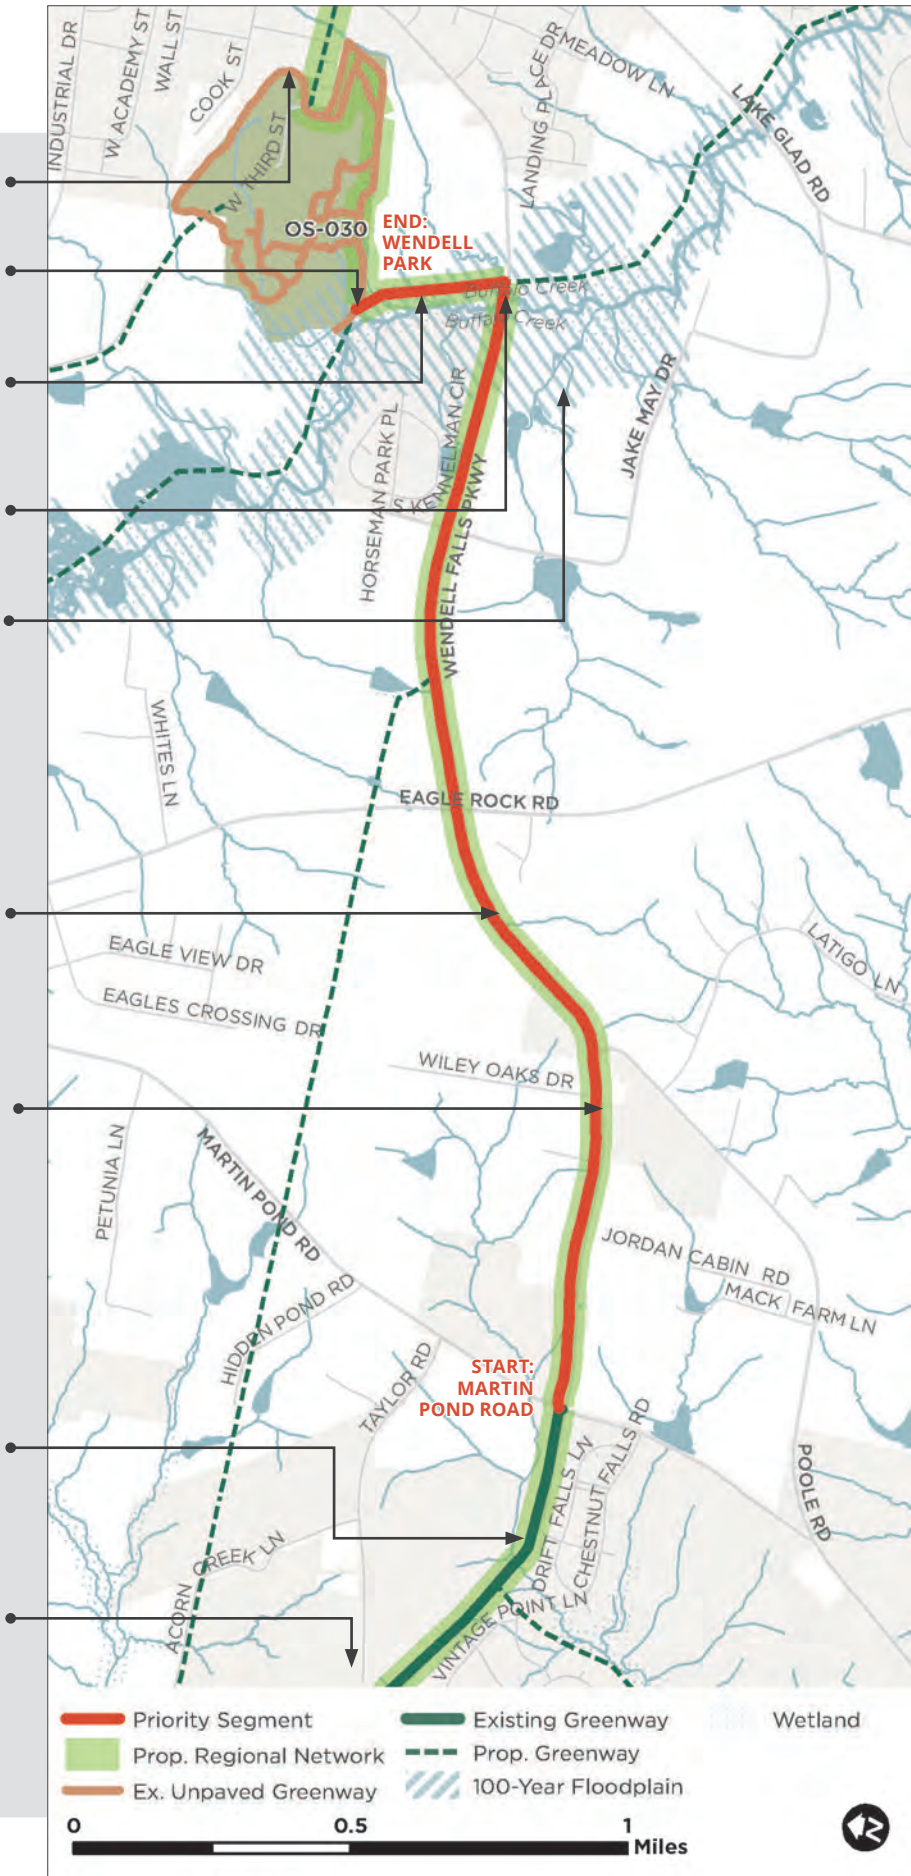 INDUSTRIAL DR
W ACADEMY ST
WALL ST
COOK ST
W THIRD ST
LANDING PLACE DR
MEADOW LN
LAKE GLAD RD
OS-030
END:
WENDELL
PARK
Buffalo Creek
Buffalo Creek
JAKE MAY DR
HORSEMAN PARK PL
S KENNELMAN CIR
WENDELL FALLS PKWY
WHITES LN
EAGLE ROCK RD
EAGLE VIEW DR
EAGLES CROSSING DR
LATIGO LN
WILEY OAKS DR
PETUNIA LN
MARTIN POND RD
HIDDEN POND RD
JORDAN CABIN RD
MACK FARM LN
TAYLOR RD
START:
MARTIN
POND ROAD
DRIFT FALLS LN
CHESTNUT FALLS RD
POOLE RD
ACORN CREEK LN
VINTAGE POINT LN
Priority Segment
Prop. Regional Network
Ex. Unpaved Greenway
Existing Greenway
Prop. Greenway
100-Year Floodplain
Wetland
0 0.5 1
Miles
N